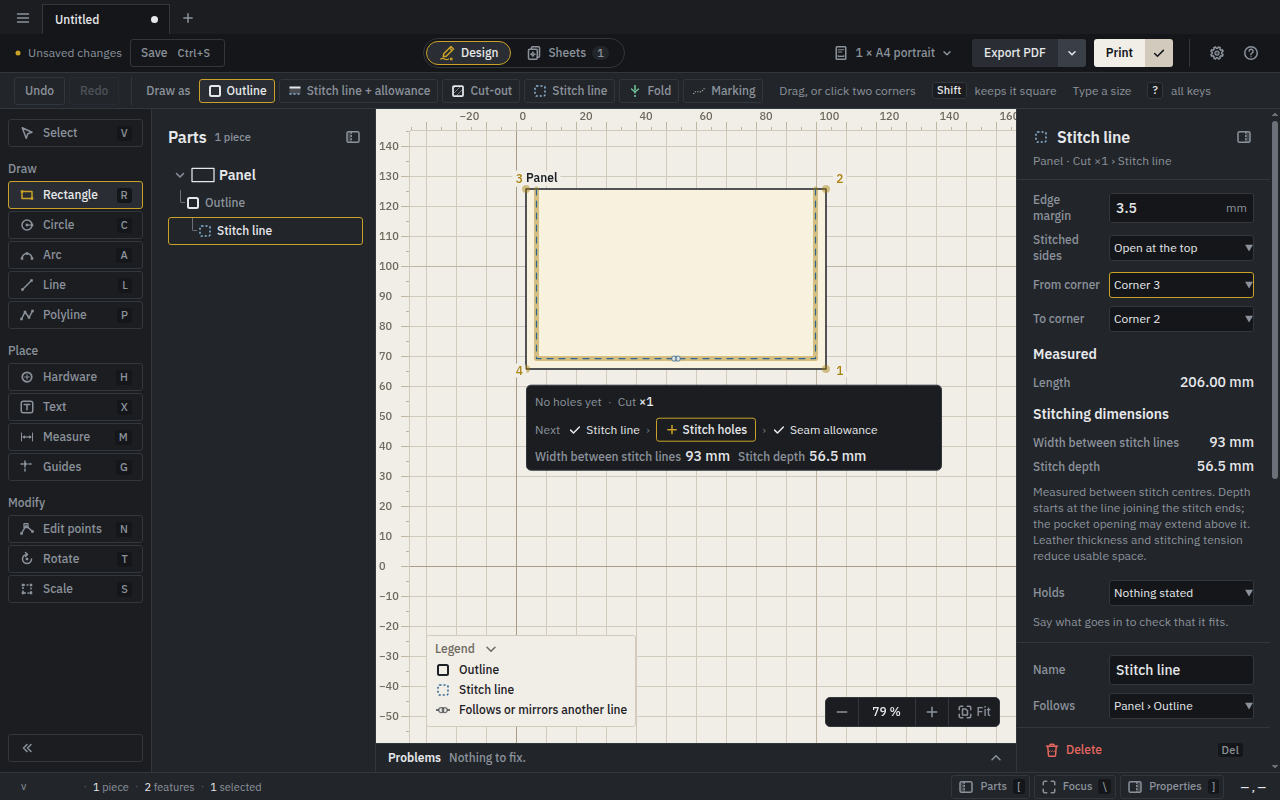 Untitled
Unsaved changes
Save Ctrl+S
Design
Sheets 1
1 × A4 portrait
Export PDF
Print
Undo
Redo
Draw as
Outline
Stitch line + allowance
Cut-out
Stitch line
Fold
Marking
Drag, or click two corners
Shift keeps it square
Type a size
? all keys
Select V
Draw
Rectangle R
Circle C
Arc A
Line L
Polyline P
Place
Hardware H
Text X
Measure M
Guides G
Modify
Edit points N
Rotate T
Scale S
Parts 1 piece
Panel
Outline
Stitch line
−20 0 20 40 60 80 100 120 140 160
140
130
120
110
100
90
80
70
60
50
40
30
20
10
0
−10
−20
−30
−40
−50
3 Panel 2
4 1
No holes yet · Cut ×1
Next Stitch line › + Stitch holes › Seam allowance
Width between stitch lines 93 mm Stitch depth 56.5 mm
Legend
Outline
Stitch line
Follows or mirrors another line
79 %
Fit
Problems Nothing to fix.
Stitch line
Panel · Cut ×1 › Stitch line
Edge margin 3.5 mm
Stitched sides Open at the top
From corner Corner 3
To corner Corner 2
Measured
Length 206.00 mm
Stitching dimensions
Width between stitch lines 93 mm
Stitch depth 56.5 mm
Measured between stitch centres. Depth
starts at the line joining the stitch ends;
the pocket opening may extend above it.
Leather thickness and stitching tension
reduce usable space.
Holds Nothing stated
Say what goes in to check that it fits.
Name Stitch line
Follows Panel › Outline
Delete Del
v · 1 piece · 2 features · 1 selected
Parts [
Focus \
Properties ]
–,–